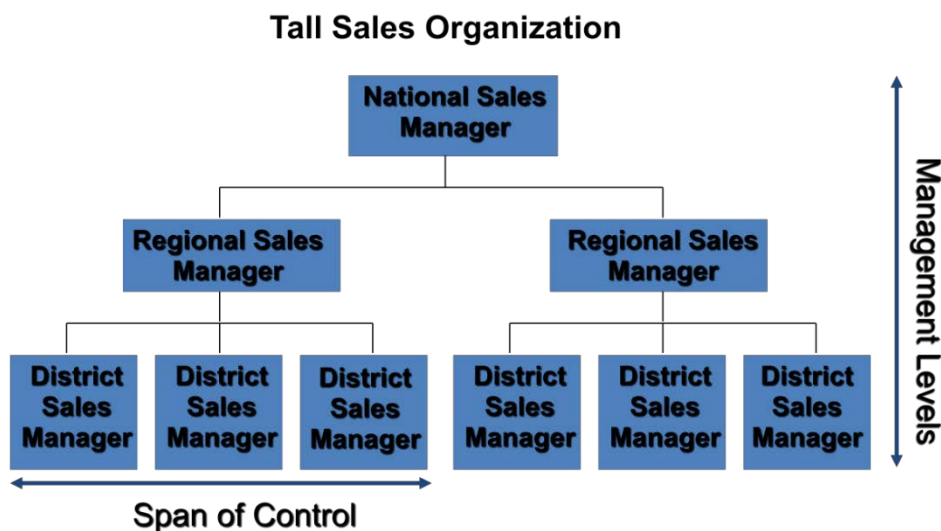 Tall Sales Organization
National Sales
Manager
Regional Sales
Manager
Regional Sales
Manager
District
Sales
Manager
District
Sales
Manager
District
Sales
Manager
District
Sales
Manager
District
Sales
Manager
District
Sales
Manager
Span of Control
Management Levels